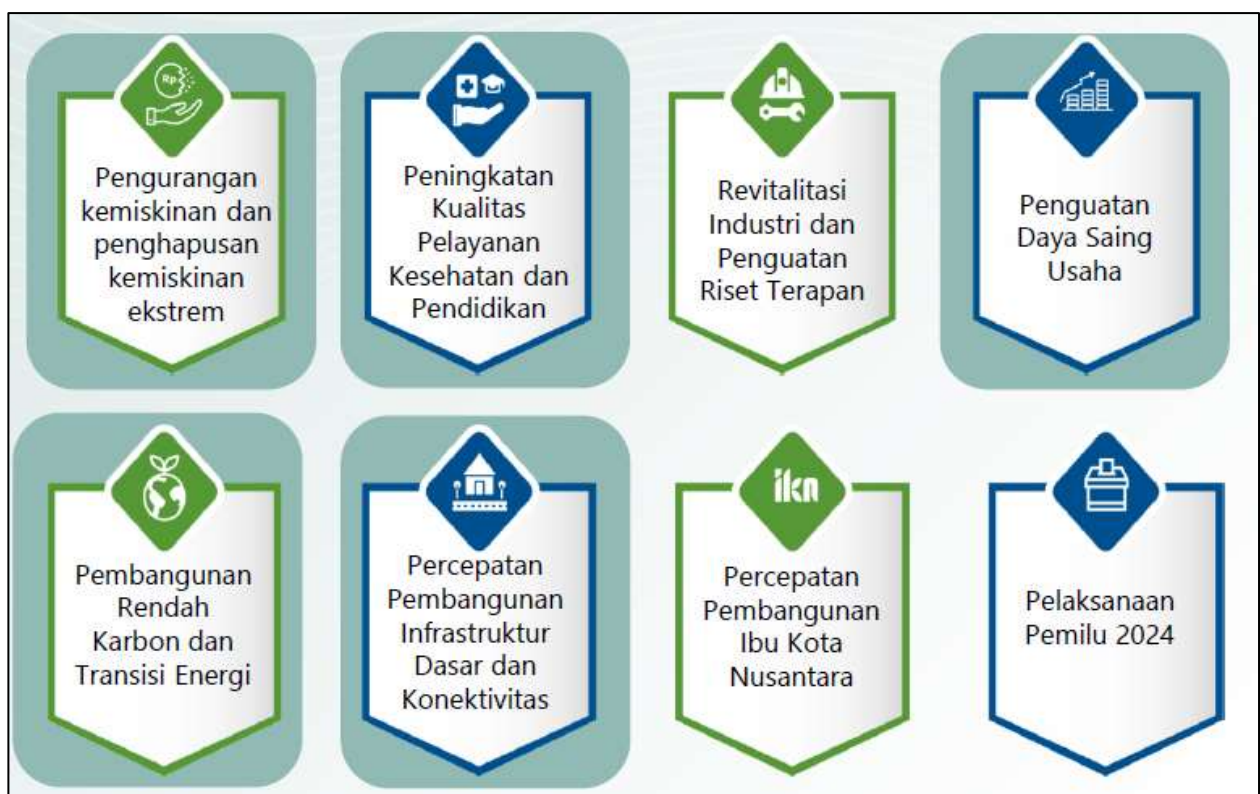 Rp
Pengurangan
kemiskinan dan
penghapusan
kemiskinan
ekstrem
Peningkatan
Kualitas
Pelayanan
Kesehatan dan
Pendidikan
Revitalitasi
Industri dan
Penguatan
Riset Terapan
Penguatan
Daya Saing
Usaha
Pembangunan
Rendah
Karbon dan
Transisi Energi
Percepatan
Pembangunan
Infrastruktur
Dasar dan
Konektivitas
ikn
Percepatan
Pembangunan
Ibu Kota
Nusantara
Pelaksanaan
Pemilu 2024